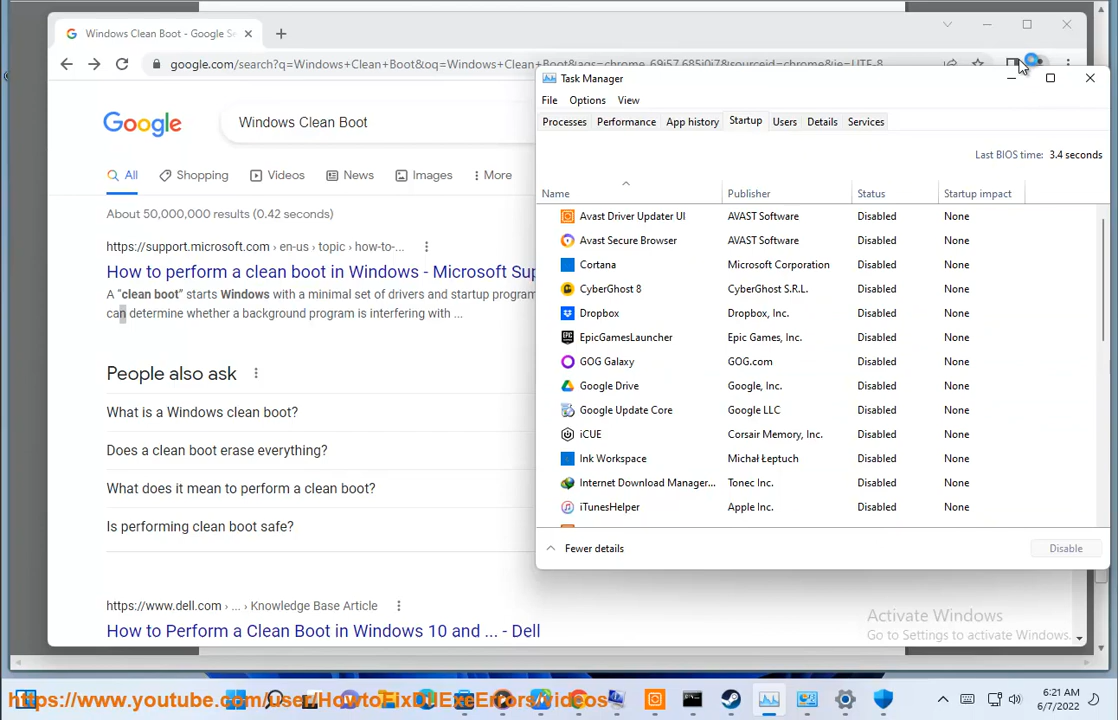 Windows Clean Boot - Google Se
google.com/search?q=Windows+Clean+Boot&oq=Windows+Clean+Boot&aqs=chrome..69i57.685j0j7&sourceid=chrome&ie=UTF-8
Google
Windows Clean Boot
All
Shopping
Videos
News
Images
More
About 50,000,000 results (0.42 seconds)
https://support.microsoft.com › en-us › topic › how-to-...
How to perform a clean boot in Windows - Microsoft Sup
A "clean boot" starts Windows with a minimal set of drivers and startup program
can determine whether a background program is interfering with ...
People also ask
What is a Windows clean boot?
Does a clean boot erase everything?
What does it mean to perform a clean boot?
Is performing clean boot safe?
https://www.dell.com › ... › Knowledge Base Article
How to Perform a Clean Boot in Windows 10 and ... - Dell
Task Manager
File Options View
Processes Performance App history Startup Users Details Services
Last BIOS time: 3.4 seconds
Name Publisher Status Startup impact
Avast Driver Updater UI AVAST Software Disabled None
Avast Secure Browser AVAST Software Disabled None
Cortana Microsoft Corporation Disabled None
CyberGhost 8 CyberGhost S.R.L. Disabled None
Dropbox Dropbox, Inc. Disabled None
EpicGamesLauncher Epic Games, Inc. Disabled None
GOG Galaxy GOG.com Disabled None
Google Drive Google, Inc. Disabled None
Google Update Core Google LLC Disabled None
iCUE Corsair Memory, Inc. Disabled None
Ink Workspace Michał Łeptuch Disabled None
Internet Download Manager... Tonec Inc. Disabled None
iTunesHelper Apple Inc. Disabled None
Fewer details
Disable
Activate Windows
Go to Settings to activate Windows.
https://www.youtube.com/user/HowtoFixDllExeErrors/videos
6:21 AM
6/7/2022